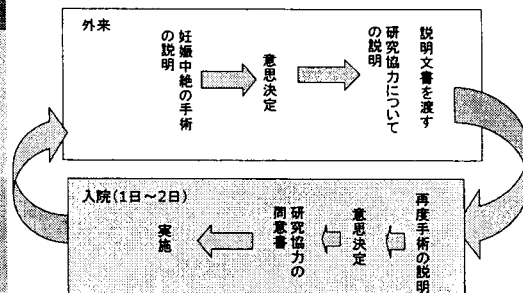 外来
妊娠中絶の手術
の説明
意思決定
研究協力について
の説明
説明文書を渡す
入院(1日～2日)
再度手術の説明
意思決定
研究協力の
同意書
実施